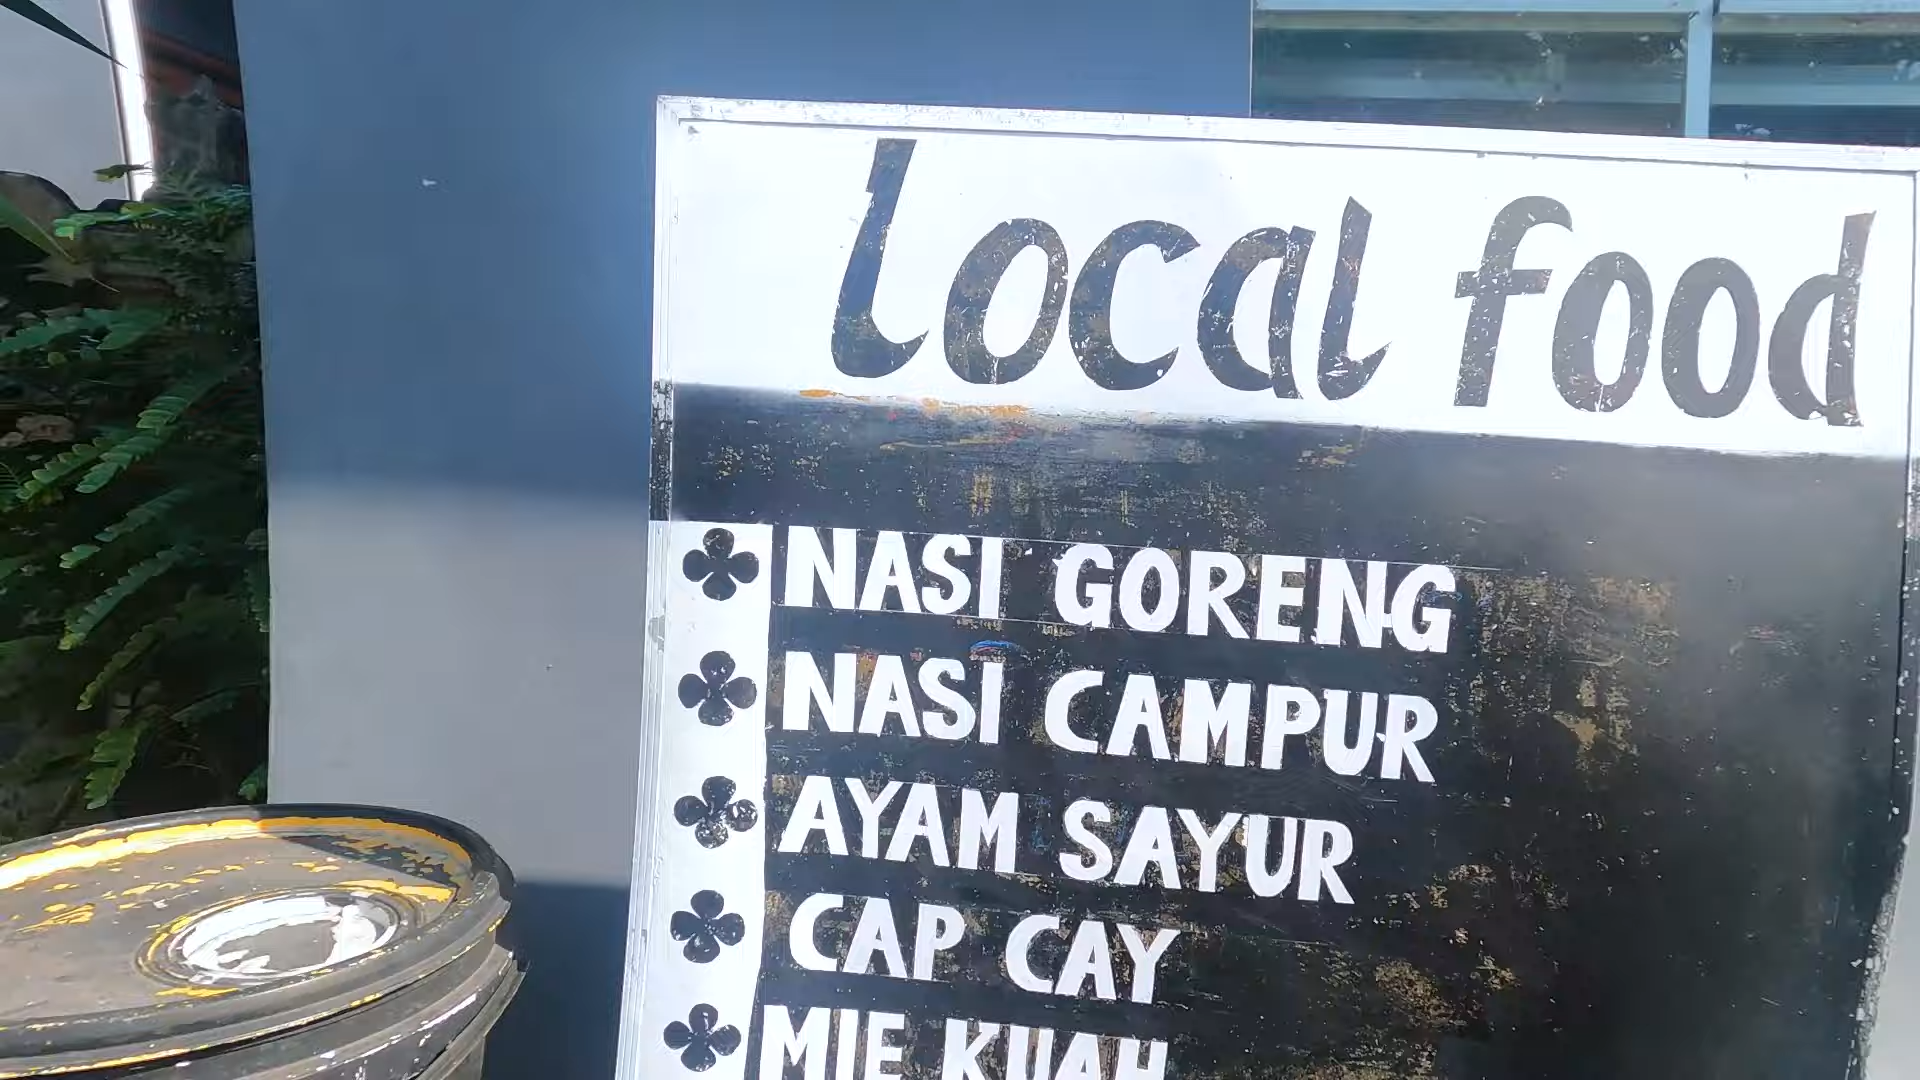 local food
NASI GORENG
NASI CAMPUR
AYAM SAYUR
CAP CAY
MIE KUAH